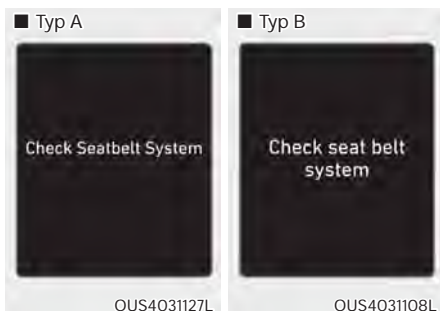 ■ Typ A
Check Seatbelt System
OUS4031127L
■ Typ B
Check seat belt
system
OUS4031108L